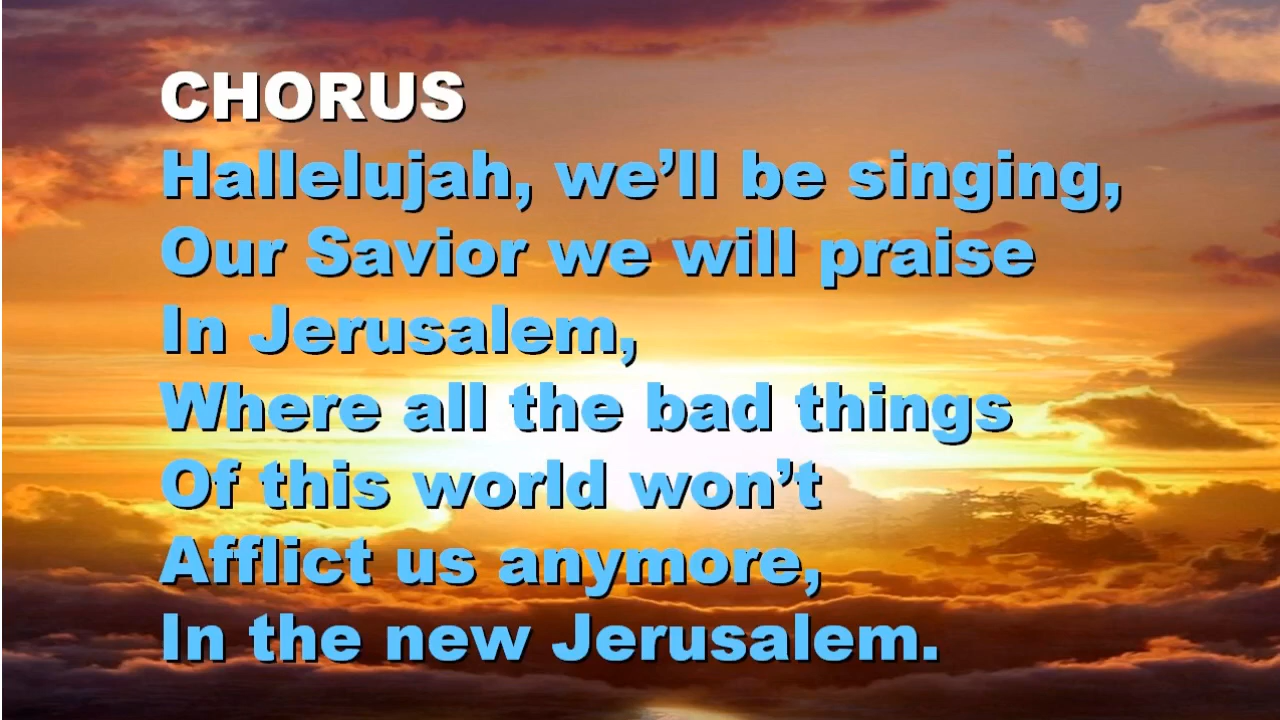 CHORUS
Hallelujah, we’ll be singing,
Our Savior we will praise
In Jerusalem,
Where all the bad things
Of this world won’t
Afflict us anymore,
In the new Jerusalem.